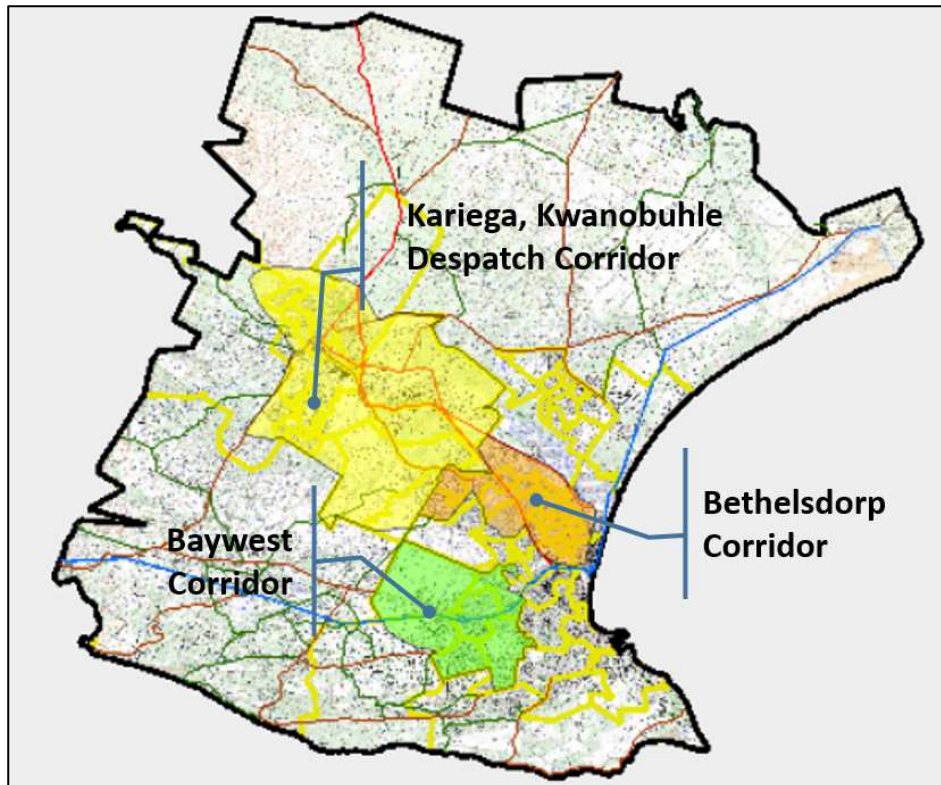 Kariega, Kwanobuhle
Despatch Corridor
Bethelsdorp
Corridor
Baywest
Corridor